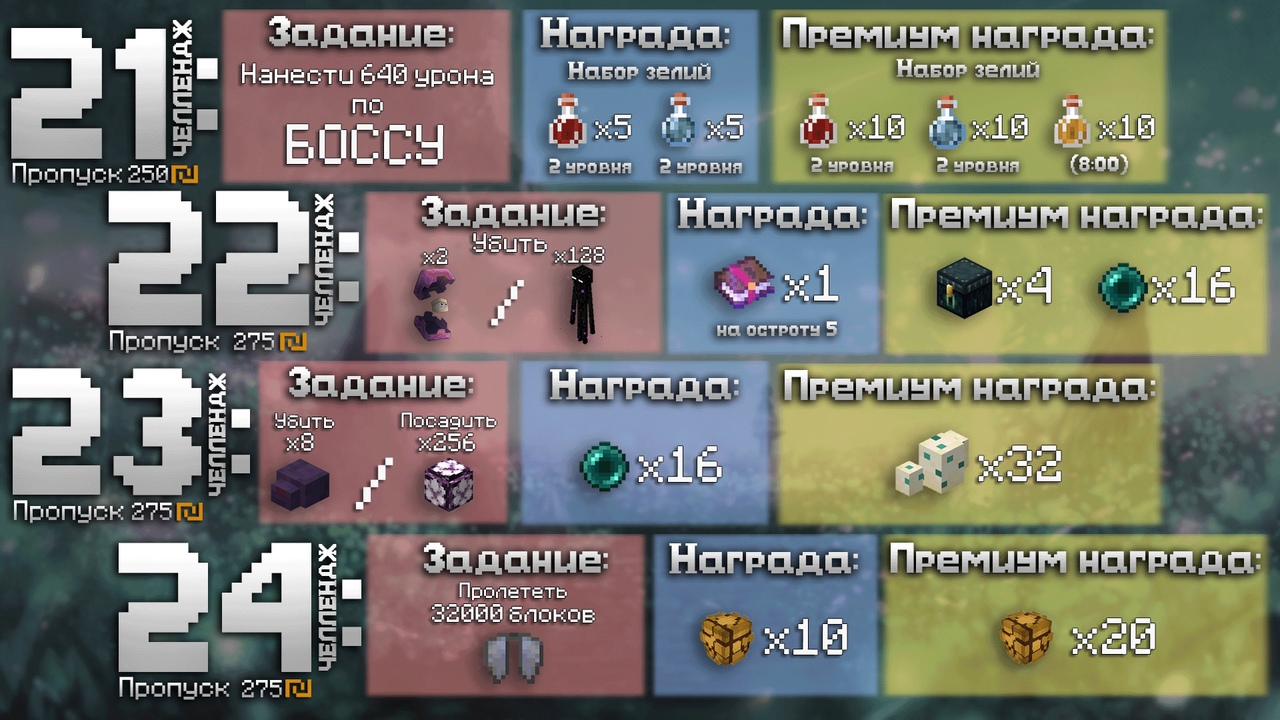 21
ЧЕЛЛЕНДЖ
:
Пропуск 250₪
Задание:
Нанести 640 урона
по
БОССУ
Награда:
Набор зелий
x5 x5
2 уровня 2 уровня
Премиум награда:
Набор зелий
x10 x10 x10
2 уровня 2 уровня (8:00)
22
ЧЕЛЛЕНДЖ
:
Пропуск 275₪
Задание:
Убить
x2 / x128
Награда:
x1
на остроту 5
Премиум награда:
x4 x16
23
ЧЕЛЛЕНДЖ
:
Пропуск 275₪
Задание:
Убить Посадить
x8 / x256
Награда:
x16
Премиум награда:
x32
24
ЧЕЛЛЕНДЖ
:
Пропуск 275₪
Задание:
Пролететь
32000 блоков
Награда:
x10
Премиум награда:
x20